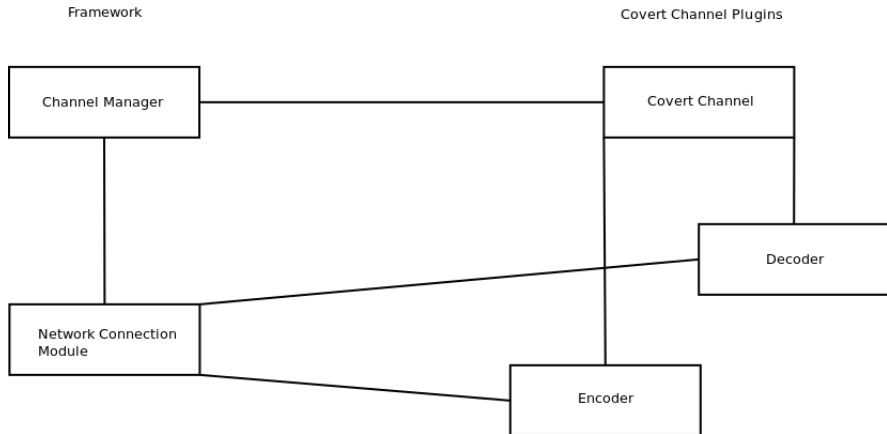 Framework
Covert Channel Plugins
Channel Manager
Covert Channel
Decoder
Network Connection
Module
Encoder